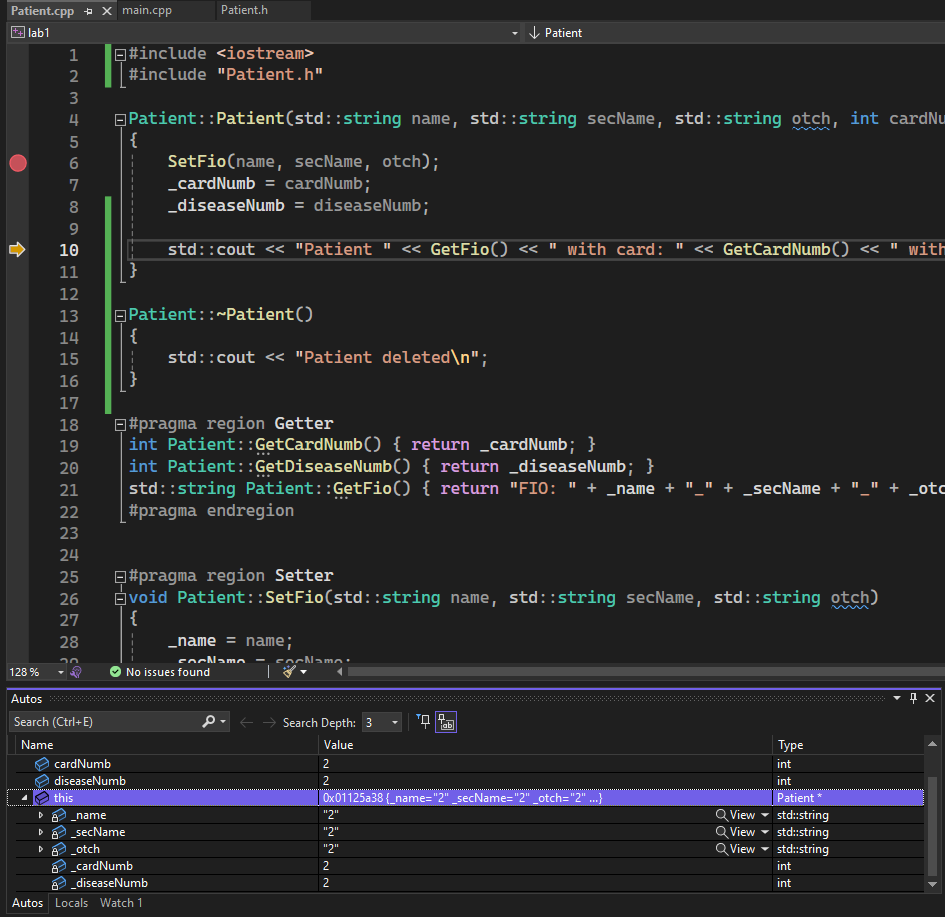 Patient.cpp main.cpp Patient.h
lab1 Patient
1 #include <iostream>
2 #include "Patient.h"
3
4 Patient::Patient(std::string name, std::string secName, std::string otch, int cardNu
5 {
6 SetFio(name, secName, otch);
7 _cardNumb = cardNumb;
8 _diseaseNumb = diseaseNumb;
9
10 std::cout << "Patient " << GetFio() << " with card: " << GetCardNumb() << " with
11 }
12
13 Patient::~Patient()
14 {
15 std::cout << "Patient deleted\n";
16 }
17
18 #pragma region Getter
19 int Patient::GetCardNumb() { return _cardNumb; }
20 int Patient::GetDiseaseNumb() { return _diseaseNumb; }
21 std::string Patient::GetFio() { return "FIO: " + _name + "_" + _secName + "_" + _otc
22 #pragma endregion
23
24
25 #pragma region Setter
26 void Patient::SetFio(std::string name, std::string secName, std::string otch)
27 {
28 _name = name;
29 _secName = secName;
128 % No issues found
Autos
Search (Ctrl+E) Search Depth: 3
Name Value Type
cardNumb 2 int
diseaseNumb 2 int
this 0x01125a38 {_name="2" _secName="2" _otch="2" ...} Patient *
_name "2" View std::string
_secName "2" View std::string
_otch "2" View std::string
_cardNumb 2 int
_diseaseNumb 2 int
Autos Locals Watch 1